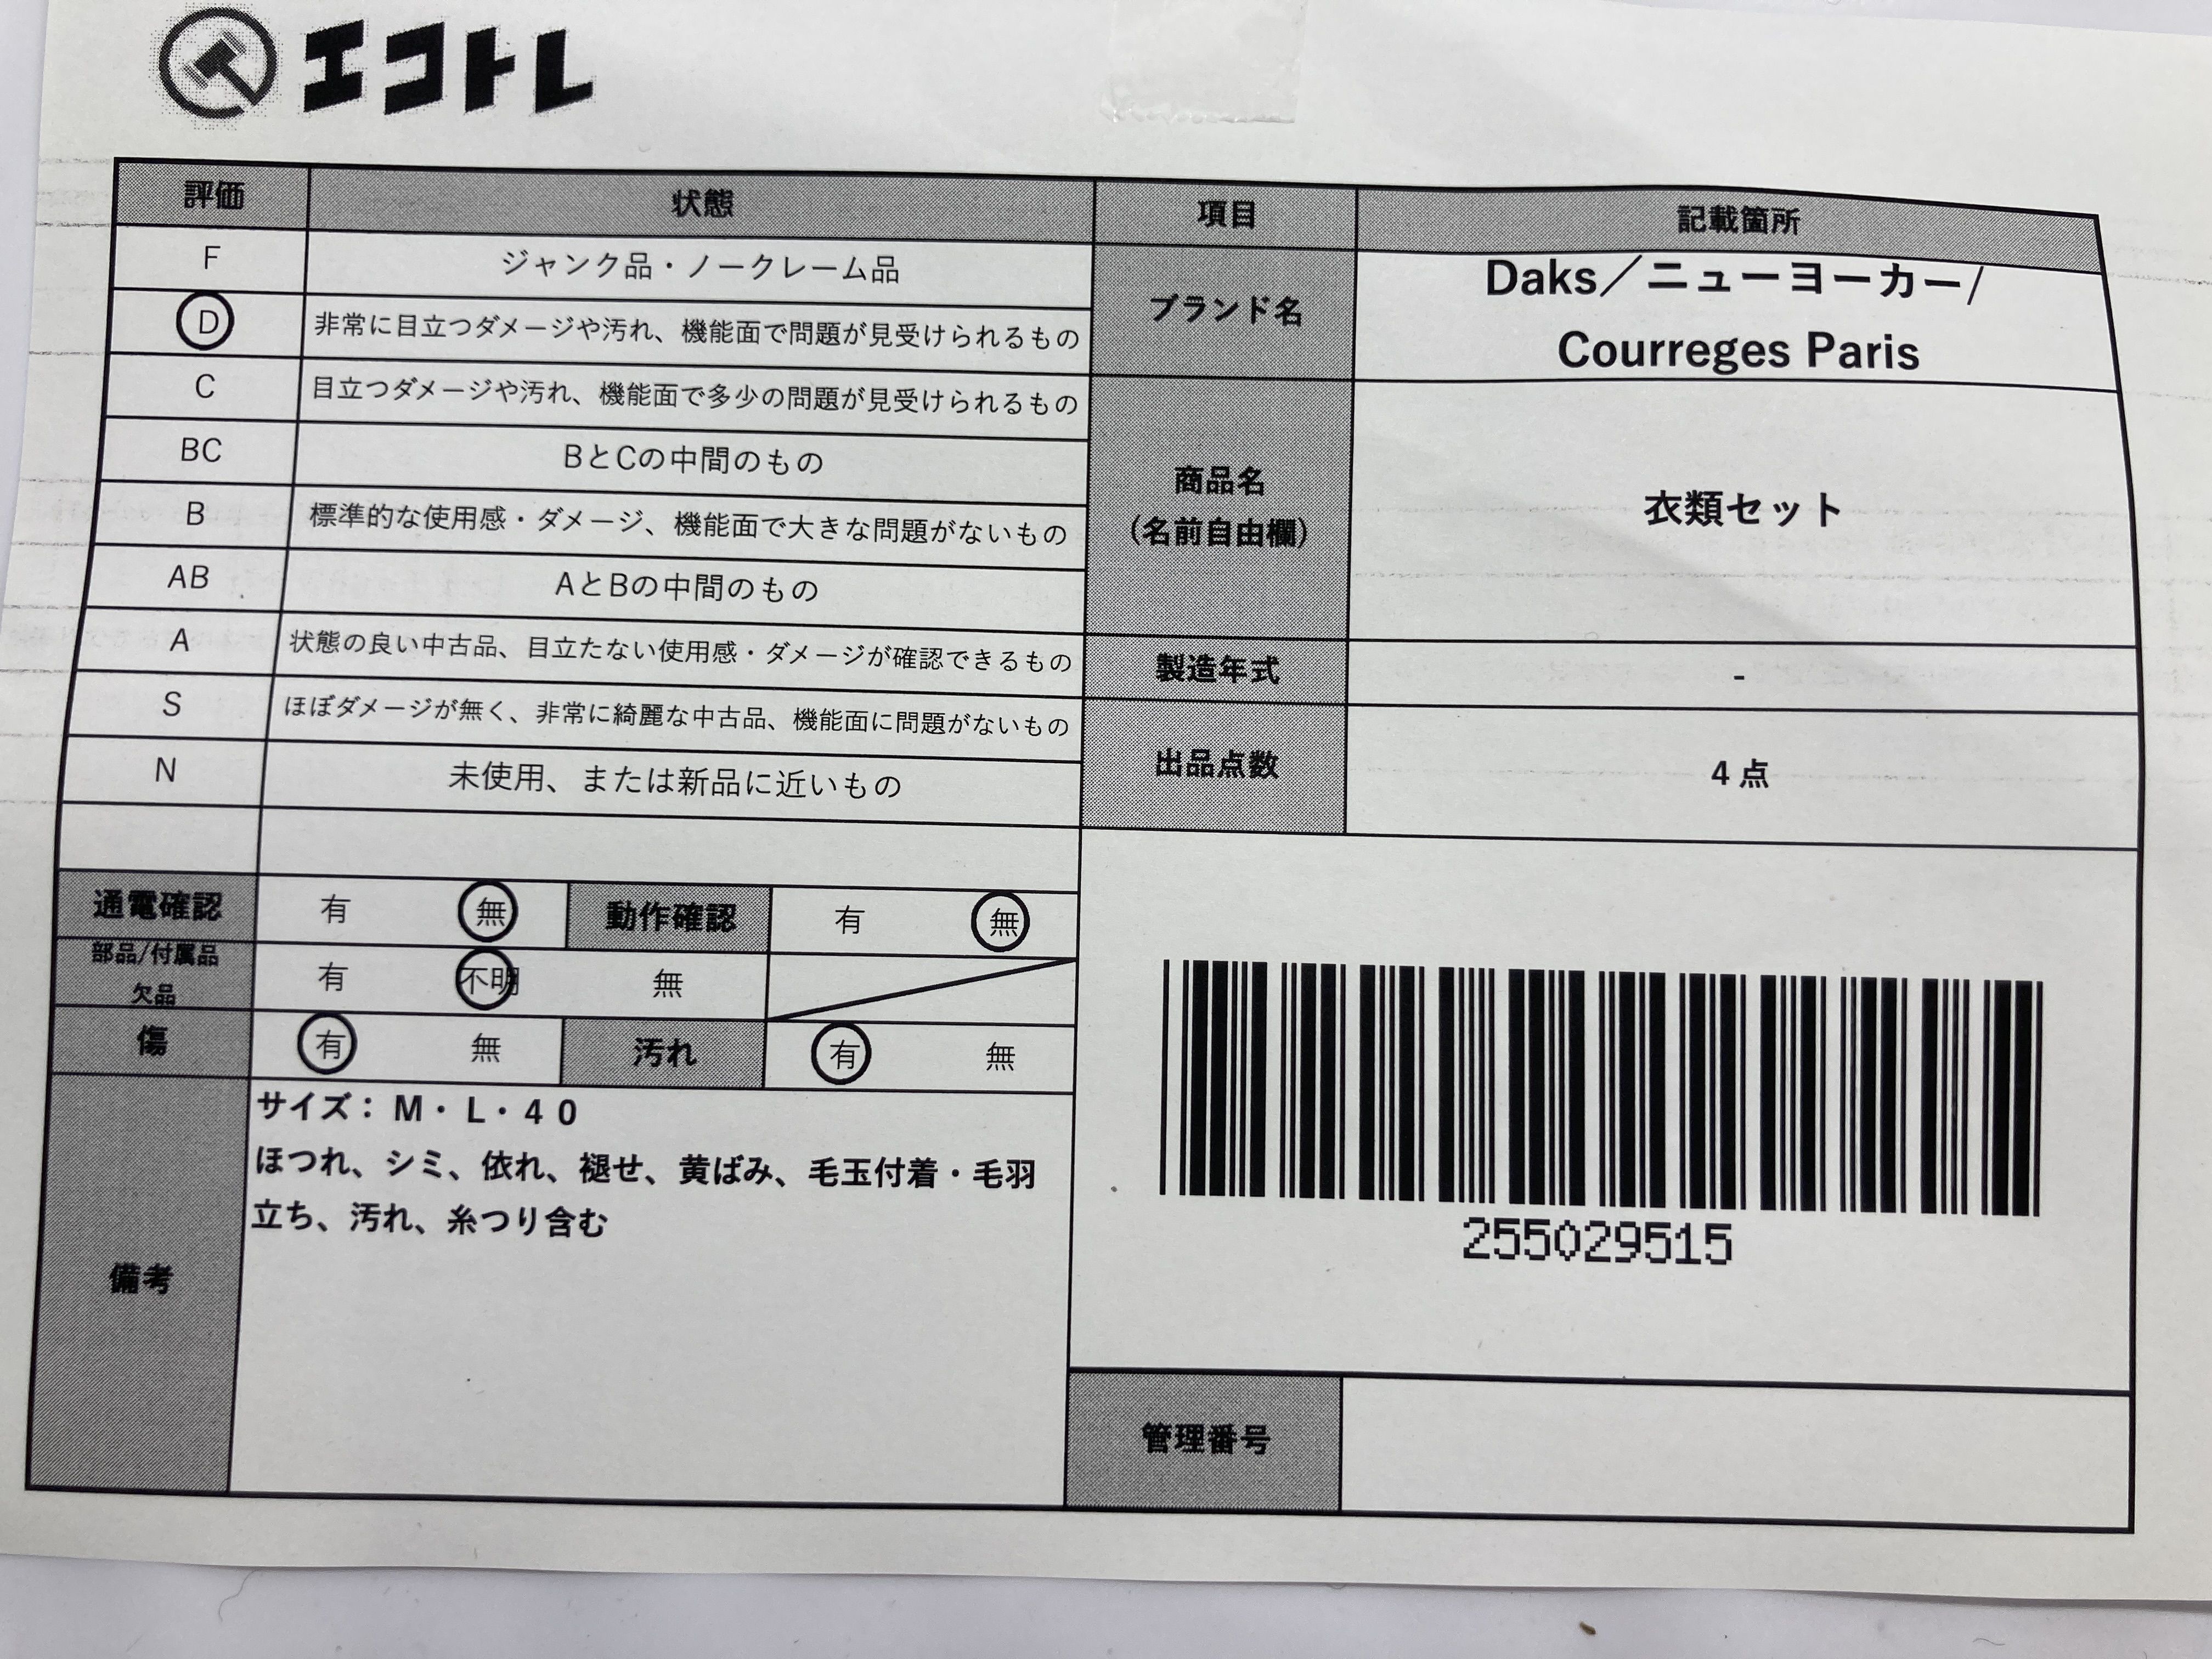 エコトレ
評価 状態 項目 記載箇所
F ジャンク品・ノークレーム品
D 非常に目立つダメージや汚れ、機能面で問題が見受けられるもの
C 目立つダメージや汚れ、機能面で多少の問題が見受けられるもの
BC BとCの中間のもの
B 標準的な使用感・ダメージ、機能面で大きな問題がないもの
AB AとBの中間のもの
A 状態の良い中古品、目立たない使用感・ダメージが確認できるもの
S ほぼダメージが無く、非常に綺麗な中古品、機能面に問題がないもの
N 未使用、または新品に近いもの
ブランド名
Daks／ニューヨーカー/
Courreges Paris
商品名
（名前自由欄）
衣類セット
製造年式 -
出品点数 4 点
通電確認 有 無 動作確認 有 無
部品/付属品
欠品
有 不明 無
傷 有 無 汚れ 有 無
備考
サイズ：Ｍ・Ｌ・４０
ほつれ、シミ、依れ、褪せ、黄ばみ、毛玉付着・毛羽
立ち、汚れ、糸つり含む
255029515
管理番号